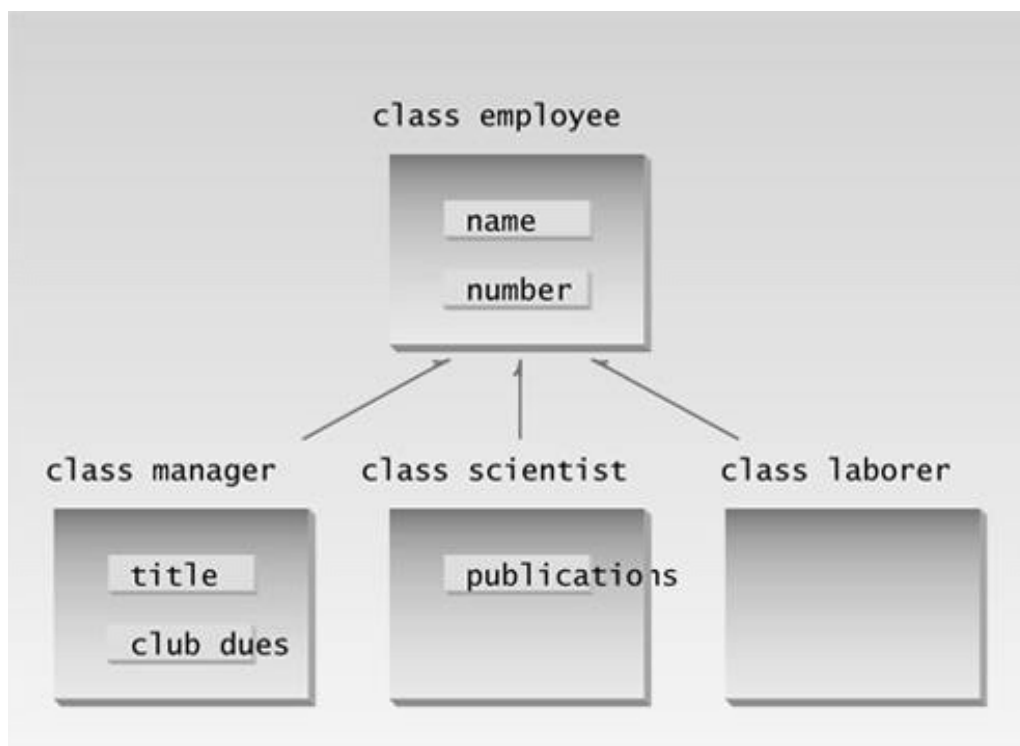 class employee
name
number
class manager
class scientist
class laborer
title
club dues
publications